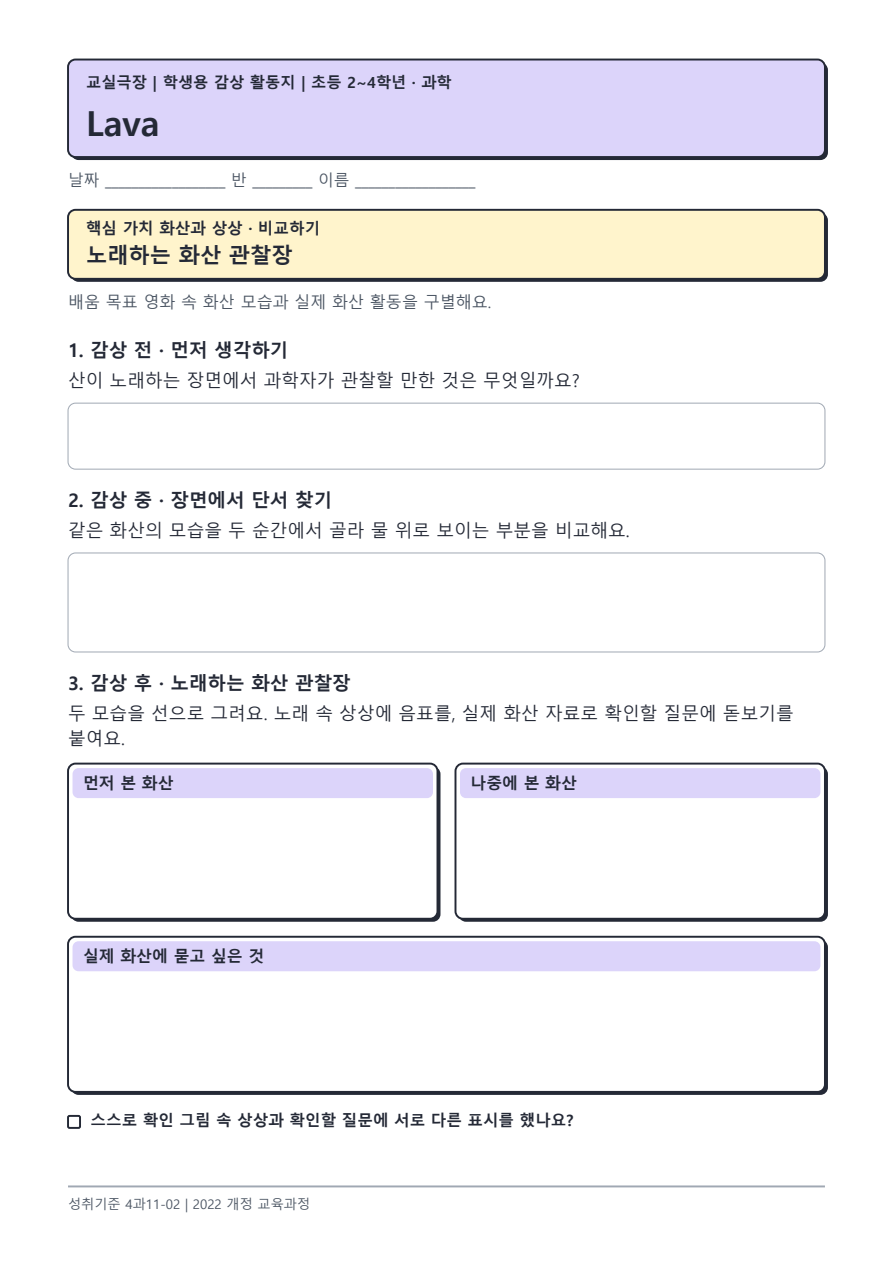 교실극장 | 학생용 감상 활동지 | 초등 2~4학년 · 과학
Lava
날짜 _______________ 반 _______ 이름 _______________
핵심 가치 화산과 상상 · 비교하기
노래하는 화산 관찰장
배움 목표 영화 속 화산 모습과 실제 화산 활동을 구별해요.
1. 감상 전 · 먼저 생각하기
산이 노래하는 장면에서 과학자가 관찰할 만한 것은 무엇일까요?
2. 감상 중 · 장면에서 단서 찾기
같은 화산의 모습을 두 순간에서 골라 물 위로 보이는 부분을 비교해요.
3. 감상 후 · 노래하는 화산 관찰장
두 모습을 선으로 그려요. 노래 속 상상에 음표를, 실제 화산 자료로 확인할 질문에 돋보기를
붙여요.
먼저 본 화산
나중에 본 화산
실제 화산에 묻고 싶은 것
스스로 확인 그림 속 상상과 확인할 질문에 서로 다른 표시를 했나요?
성취기준 4과11-02 | 2022 개정 교육과정